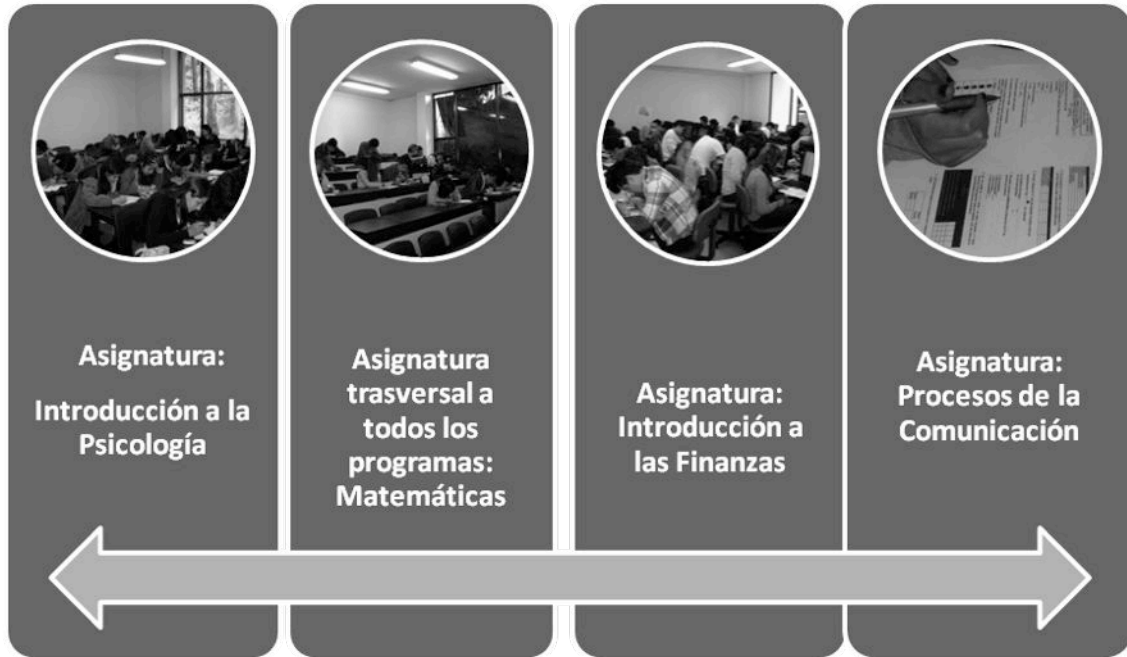 Asignatura:
Introducción a la
Psicología
Asignatura
trasversal a
todos los
programas:
Matemáticas
Asignatura:
Introducción a
las Finanzas
Asignatura:
Procesos de la
Comunicación